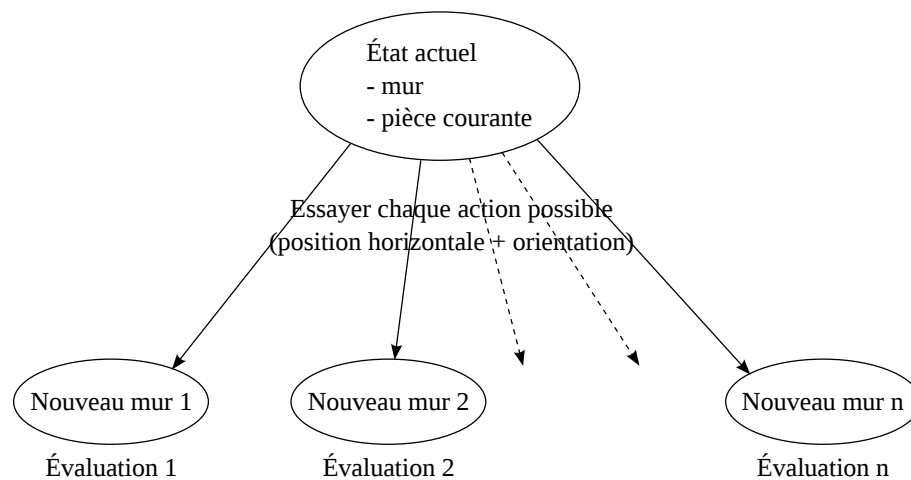 État actuel
- mur
- pièce courante
Essayer chaque action possible
(position horizontale + orientation)
Nouveau mur 1
Nouveau mur 2
Nouveau mur n
Évaluation 1
Évaluation 2
Évaluation n